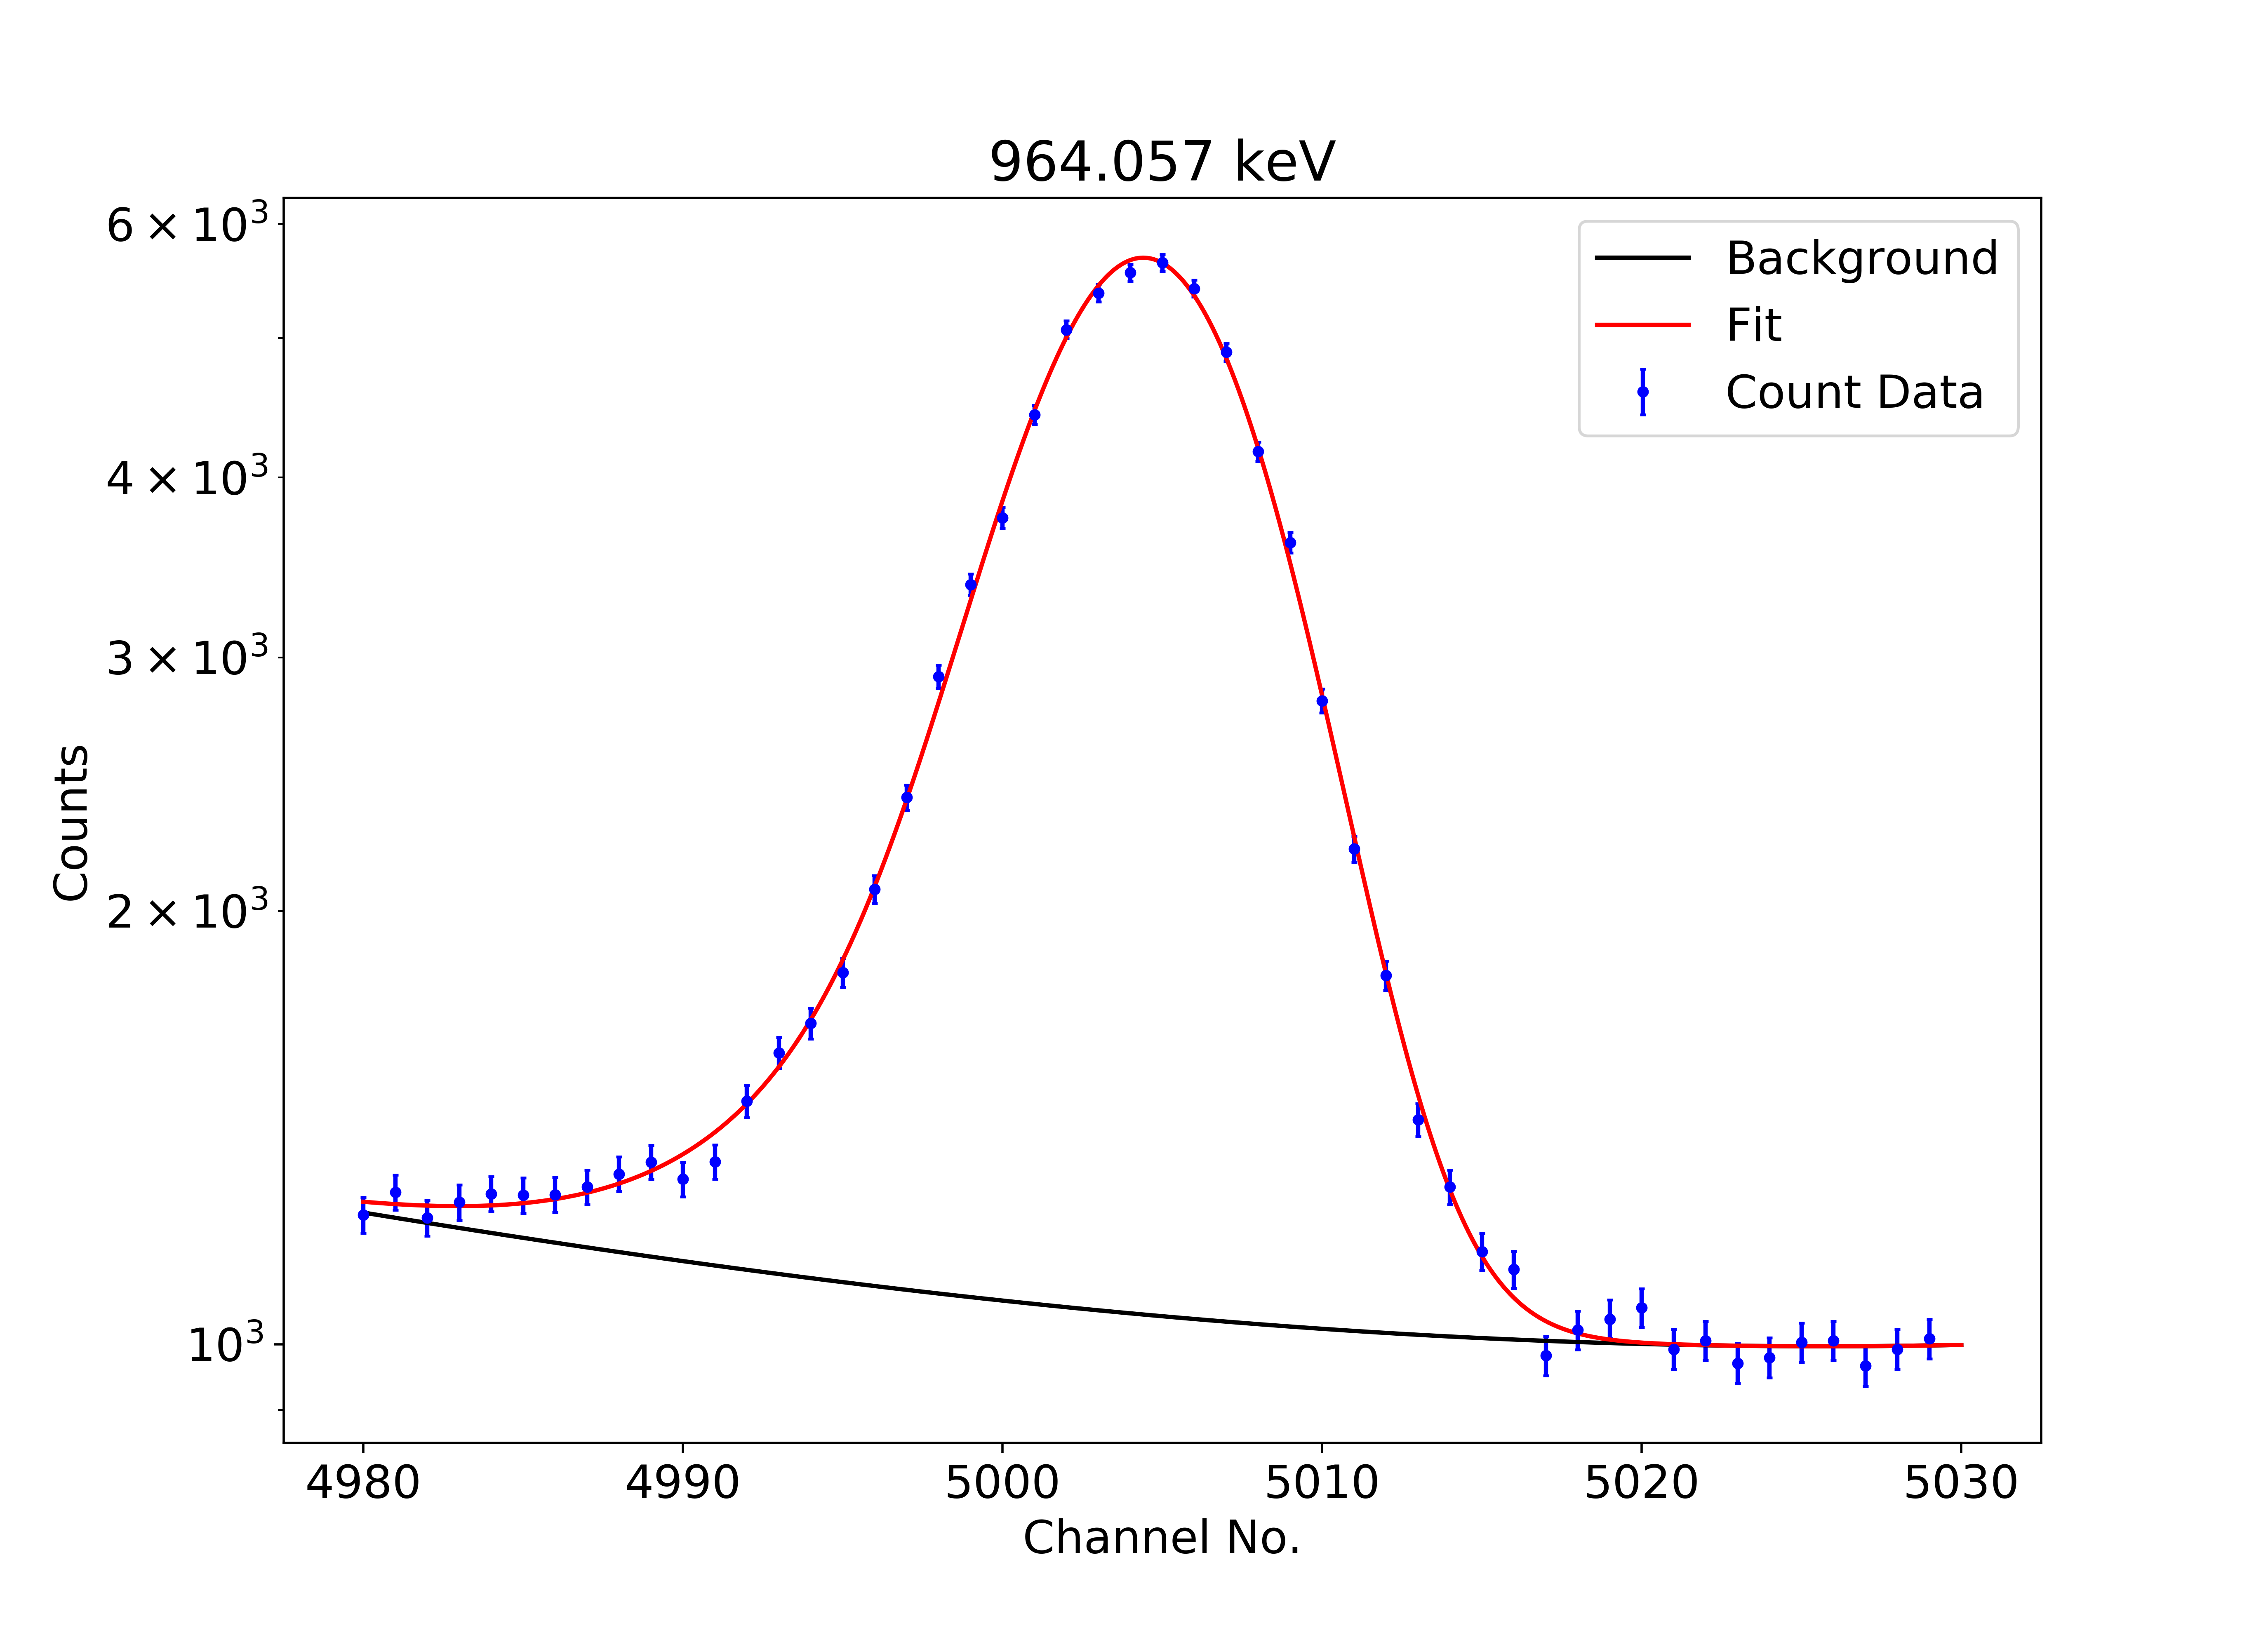 964.057 keV
6 × 10³
4 × 10³
3 × 10³
2 × 10³
10³
Counts
Background
Fit
Count Data
4980 4990 5000 5010 5020 5030
Channel No.